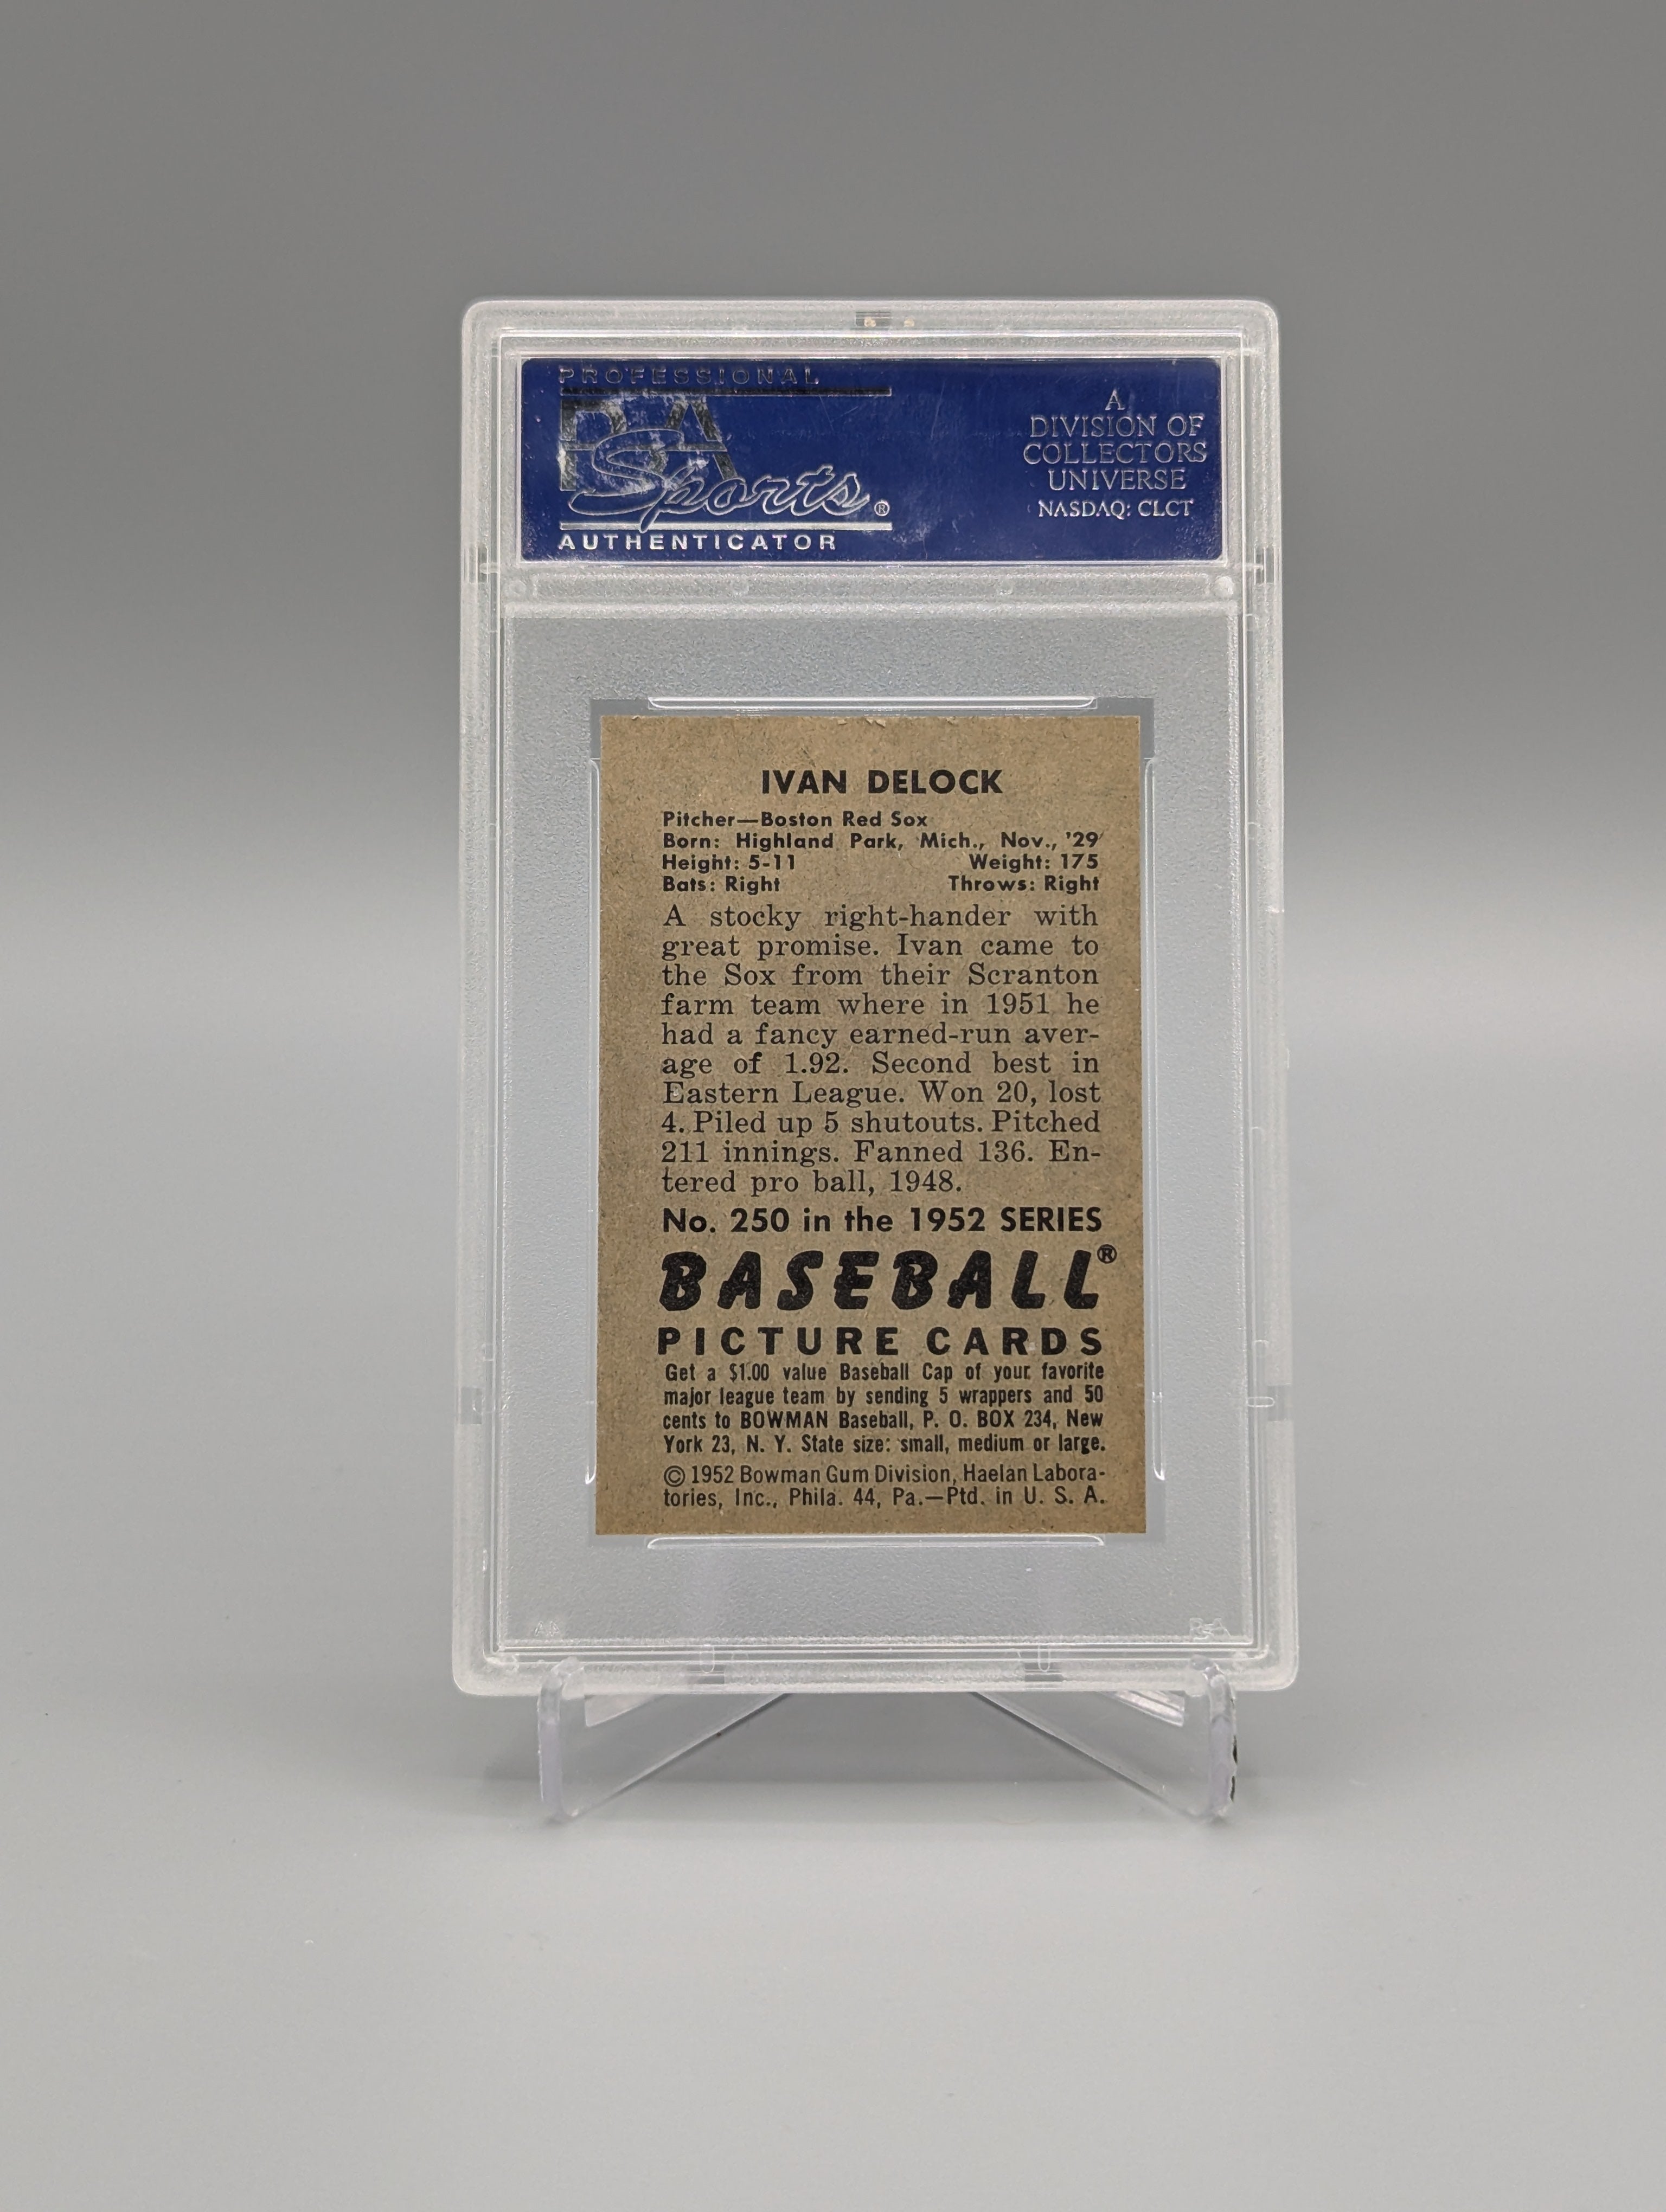 PROFESSIONAL
PSA
Sports®
AUTHENTICATOR
A
DIVISION OF
COLLECTORS
UNIVERSE
NASDAQ: CLCT
IVAN DELOCK
Pitcher—Boston Red Sox
Born: Highland Park, Mich., Nov., '29
Height: 5-11 Weight: 175
Bats: Right Throws: Right
A stocky right-hander with
great promise. Ivan came to
the Sox from their Scranton
farm team where in 1951 he
had a fancy earned-run aver-
age of 1.92. Second best in
Eastern League. Won 20, lost
4. Piled up 5 shutouts. Pitched
211 innings. Fanned 136. En-
tered pro ball, 1948.
No. 250 in the 1952 SERIES
BASEBALL®
PICTURE CARDS
Get a $1.00 value Baseball Cap of your favorite
major league team by sending 5 wrappers and 50
cents to BOWMAN Baseball, P. O. BOX 234, New
York 23, N. Y. State size: small, medium or large.
© 1952 Bowman Gum Division, Haelan Labora-
tories, Inc., Phila. 44, Pa.—Ptd. in U. S. A.
PSA